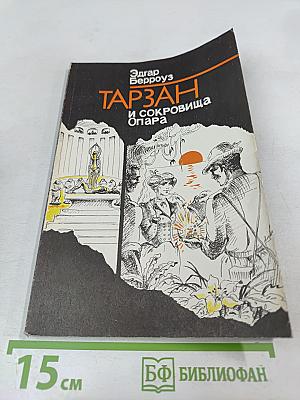 Эдгар
Берроуз
ТАРЗАН
И СОКРОВИЩА
ОПАРА
15 см
БФ БИБЛИОФАН